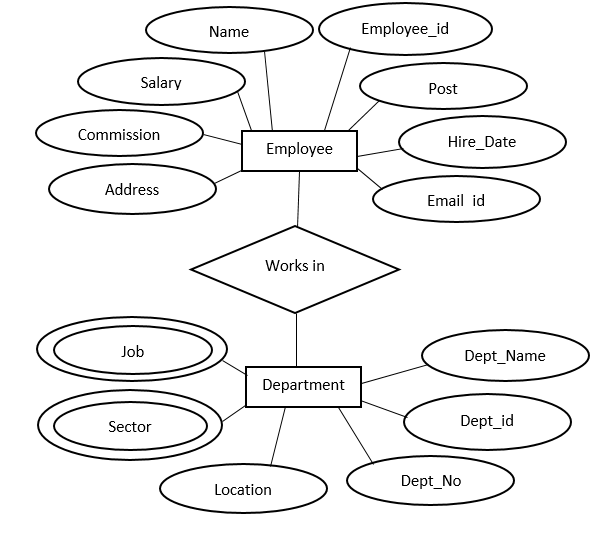 Name
Employee_id
Salary
Post
Commission
Employee
Hire_Date
Address
Email id
Works in
Job
Dept_Name
Department
Sector
Dept_id
Location
Dept_No